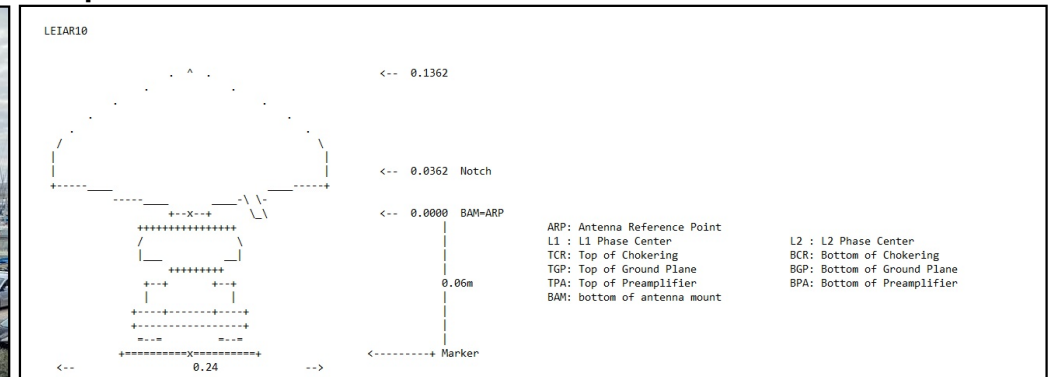 LEIAR10
<-- 0.1362
<-- 0.0362 Notch
<-- 0.0000 BAM=ARP
ARP: Antenna Reference Point
L1 : L1 Phase Center L2 : L2 Phase Center
TCR: Top of Chokering BCR: Bottom of Chokering
TGP: Top of Ground Plane BGP: Bottom of Ground Plane
0.06m TPA: Top of Preamplifier BPA: Bottom of Preamplifier
BAM: bottom of antenna mount
<---------+ Marker
<-- 0.24 -->